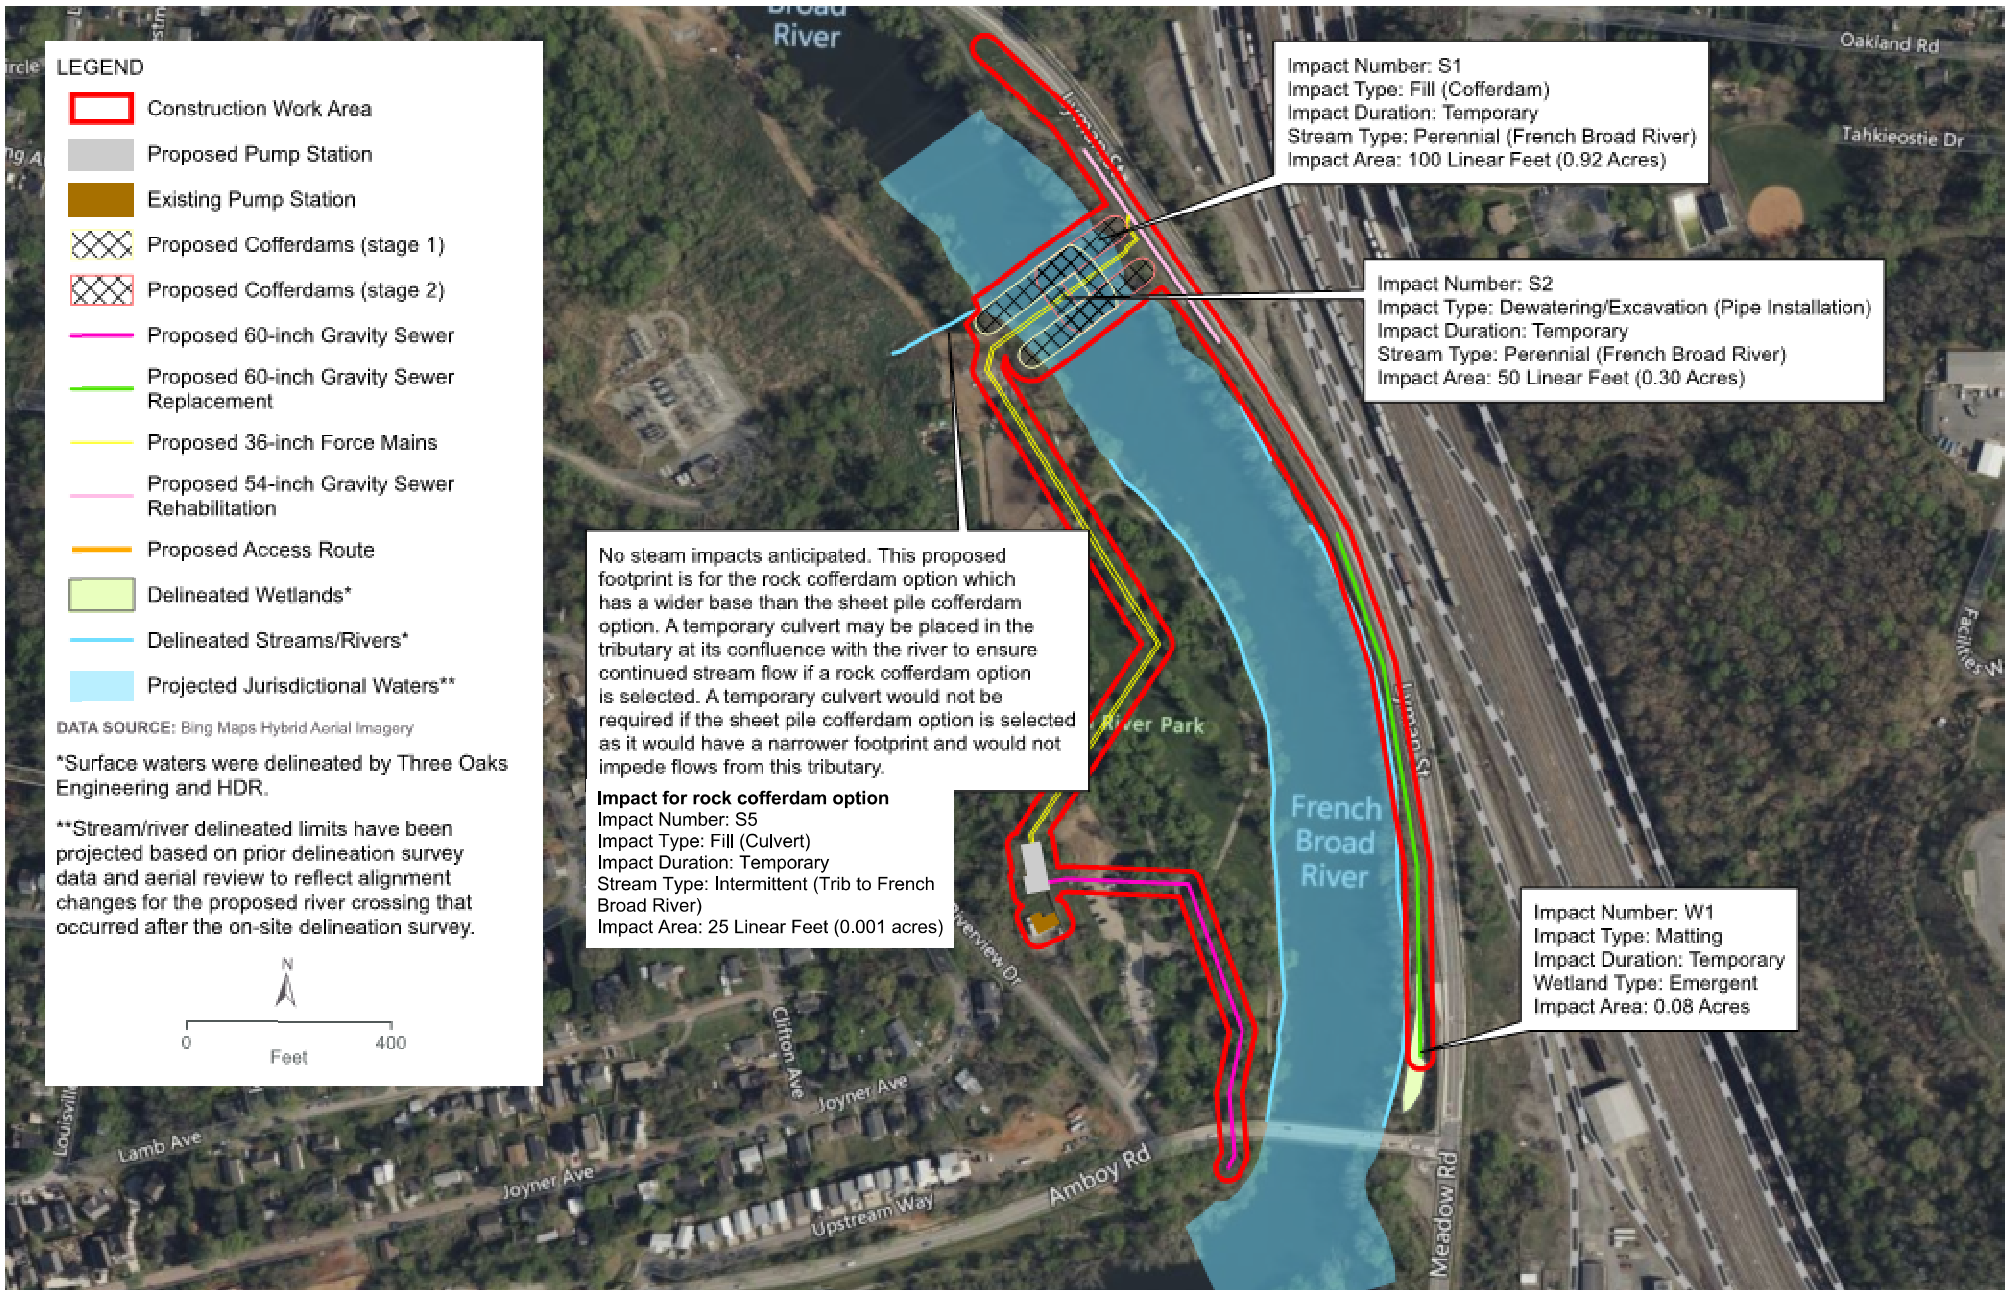 LEGEND
Construction Work Area
Proposed Pump Station
Existing Pump Station
Proposed Cofferdams (stage 1)
Proposed Cofferdams (stage 2)
Proposed 60-inch Gravity Sewer
Proposed 60-inch Gravity Sewer
Replacement
Proposed 36-inch Force Mains
Proposed 54-inch Gravity Sewer
Rehabilitation
Proposed Access Route
Delineated Wetlands*
Delineated Streams/Rivers*
Projected Jurisdictional Waters**
DATA SOURCE: Bing Maps Hybrid Aerial Imagery
*Surface waters were delineated by Three Oaks
Engineering and HDR.
**Stream/river delineated limits have been
projected based on prior delineation survey
data and aerial review to reflect alignment
changes for the proposed river crossing that
occurred after the on-site delineation survey.
N
0 400
Feet
Broad
River
Lyman St
Oakland Rd
Tahkieostie Dr
Impact Number: S1
Impact Type: Fill (Cofferdam)
Impact Duration: Temporary
Stream Type: Perennial (French Broad River)
Impact Area: 100 Linear Feet (0.92 Acres)
Impact Number: S2
Impact Type: Dewatering/Excavation (Pipe Installation)
Impact Duration: Temporary
Stream Type: Perennial (French Broad River)
Impact Area: 50 Linear Feet (0.30 Acres)
No steam impacts anticipated. This proposed
footprint is for the rock cofferdam option which
has a wider base than the sheet pile cofferdam
option. A temporary culvert may be placed in the
tributary at its confluence with the river to ensure
continued stream flow if a rock cofferdam option
is selected. A temporary culvert would not be
required if the sheet pile cofferdam option is selected
as it would have a narrower footprint and would not
impede flows from this tributary.
Impact for rock cofferdam option
Impact Number: S5
Impact Type: Fill (Culvert)
Impact Duration: Temporary
Stream Type: Intermittent (Trib to French
Broad River)
Impact Area: 25 Linear Feet (0.001 acres)
River Park
Lyman St
Facilities W
French
Broad
River
Impact Number: W1
Impact Type: Matting
Impact Duration: Temporary
Wetland Type: Emergent
Impact Area: 0.08 Acres
Riverview Dr
Clifton Ave
Joyner Ave
Louisville
Lamb Ave
Joyner Ave
Upstream Way
Amboy Rd
Meadow Rd